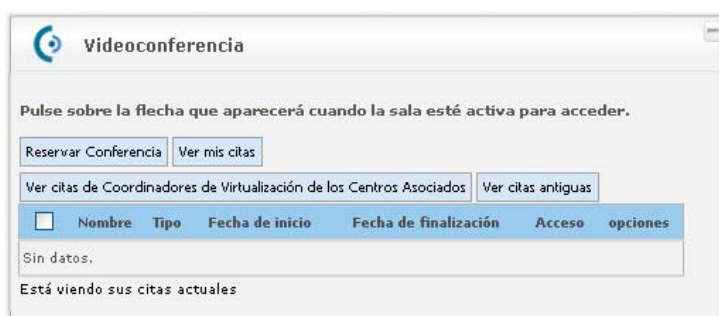 Videoconferencia
Pulse sobre la flecha que aparecerá cuando la sala esté activa para acceder.
Reservar Conferencia Ver mis citas
Ver citas de Coordinadores de Virtualización de los Centros Asociados Ver citas antiguas
Nombre Tipo Fecha de inicio Fecha de finalización Acceso opciones
Sin datos.
Está viendo sus citas actuales